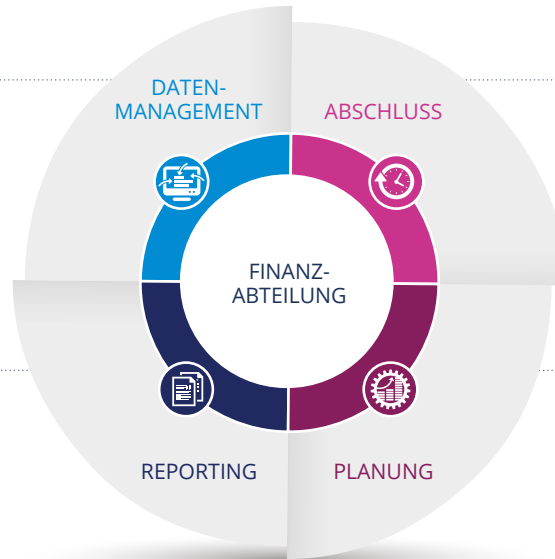 DATEN-
MANAGEMENT
ABSCHLUSS
FINANZ-
ABTEILUNG
REPORTING
PLANUNG